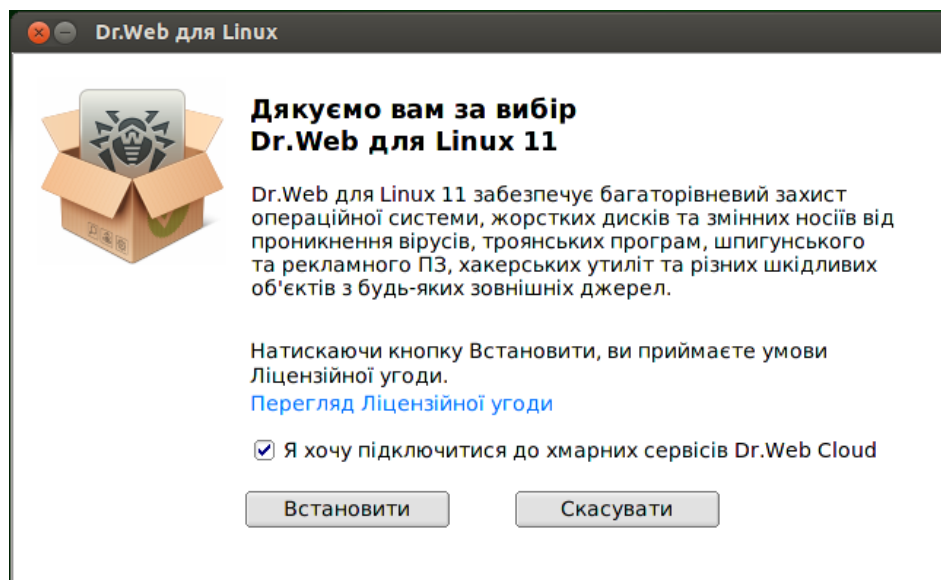 Dr.Web для Linux
Дякуємо вам за вибір
Dr.Web для Linux 11
Dr.Web для Linux 11 забезпечує багаторівневий захист
операційної системи, жорстких дисків та змінних носіїв від
проникнення вірусів, троянських програм, шпигунського
та рекламного ПЗ, хакерських утиліт та різних шкідливих
об'єктів з будь-яких зовнішніх джерел.
Натискаючи кнопку Встановити, ви приймаєте умови
Ліцензійної угоди.
Перегляд Ліцензійної угоди
Я хочу підключитися до хмарних сервісів Dr.Web Cloud
Встановити
Скасувати